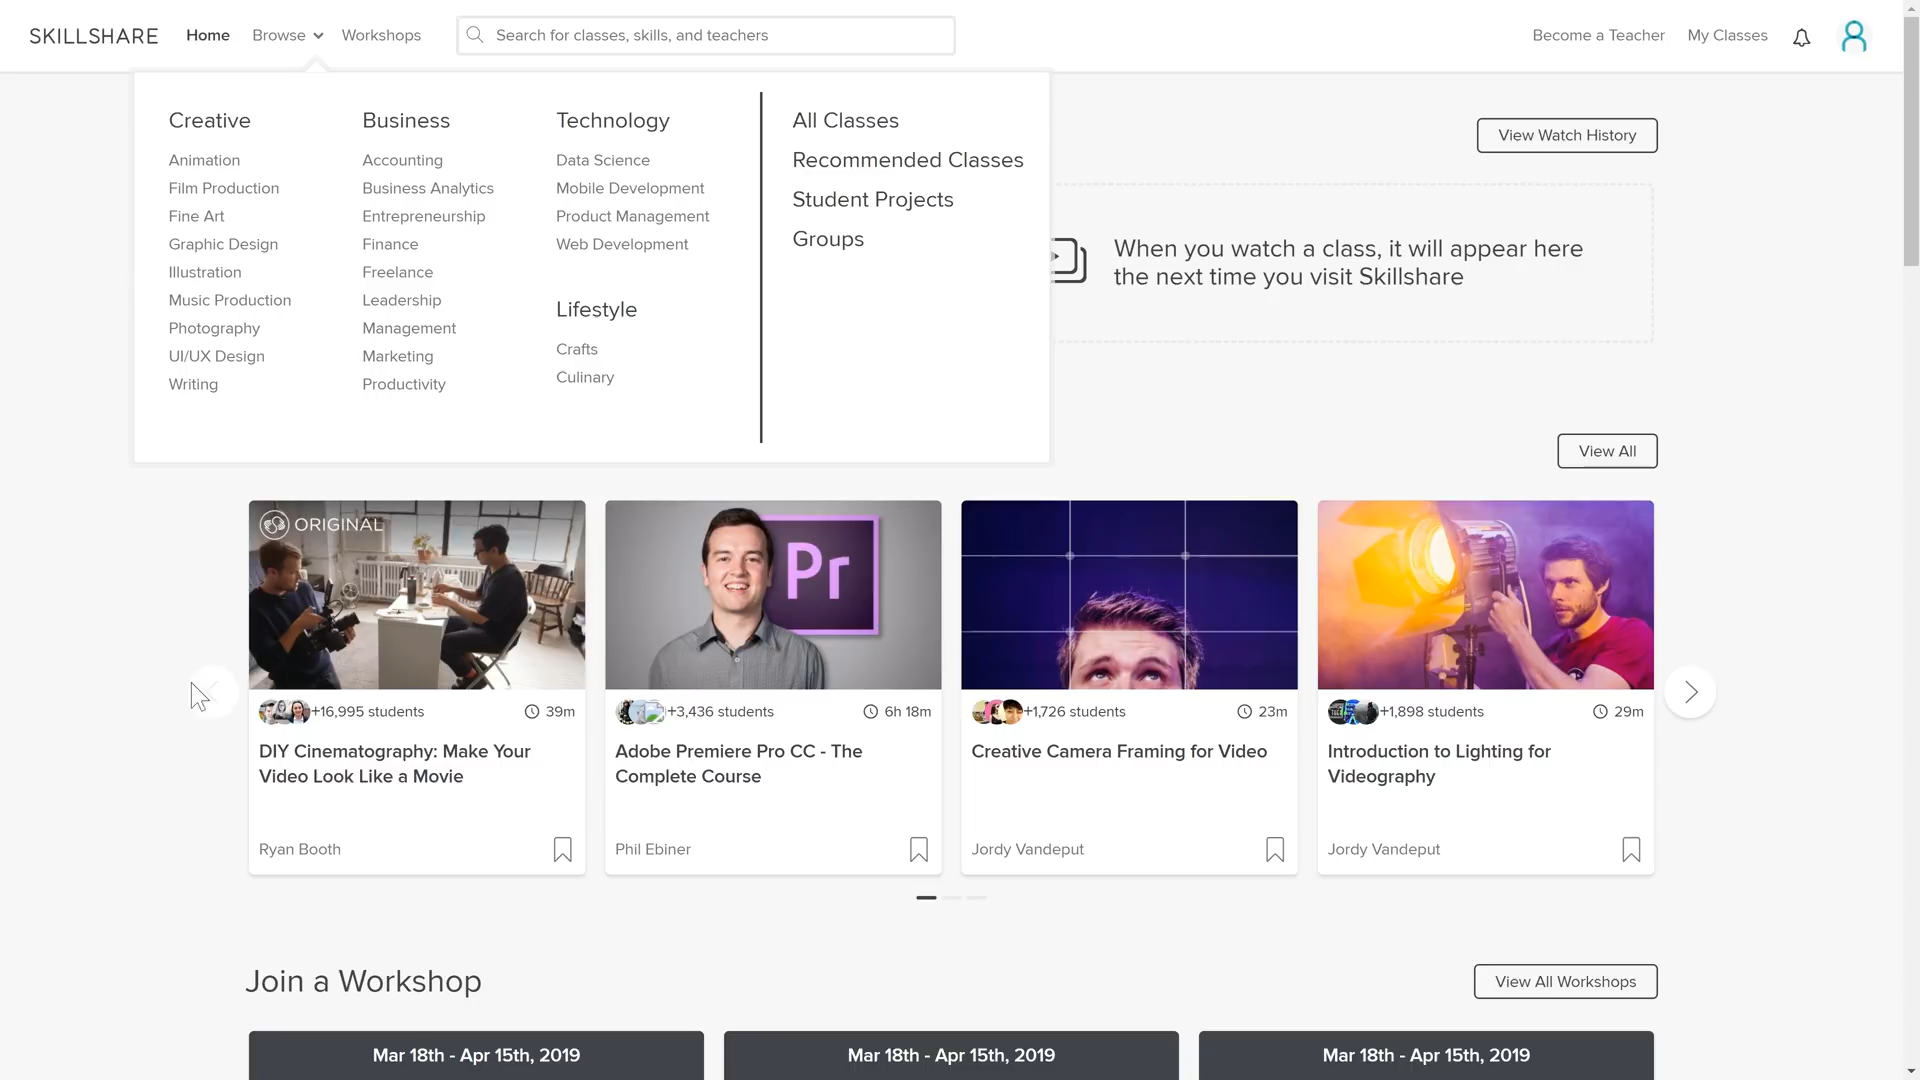 SKILLSHARE
Home
Browse
Workshops
Search for classes, skills, and teachers
Become a Teacher
My Classes
Creative
Animation
Film Production
Fine Art
Graphic Design
Illustration
Music Production
Photography
UI/UX Design
Writing
Business
Accounting
Business Analytics
Entrepreneurship
Finance
Freelance
Leadership
Management
Marketing
Productivity
Technology
Data Science
Mobile Development
Product Management
Web Development
Lifestyle
Crafts
Culinary
All Classes
Recommended Classes
Student Projects
Groups
View Watch History
When you watch a class, it will appear here
the next time you visit Skillshare
View All
ORIGINAL
+16,995 students
39m
DIY Cinematography: Make Your
Video Look Like a Movie
Ryan Booth
Pr
+3,436 students
6h 18m
Adobe Premiere Pro CC - The
Complete Course
Phil Ebiner
+1,726 students
23m
Creative Camera Framing for Video
Jordy Vandeput
+1,898 students
29m
Introduction to Lighting for
Videography
Jordy Vandeput
Join a Workshop
View All Workshops
Mar 18th - Apr 15th, 2019
Mar 18th - Apr 15th, 2019
Mar 18th - Apr 15th, 2019